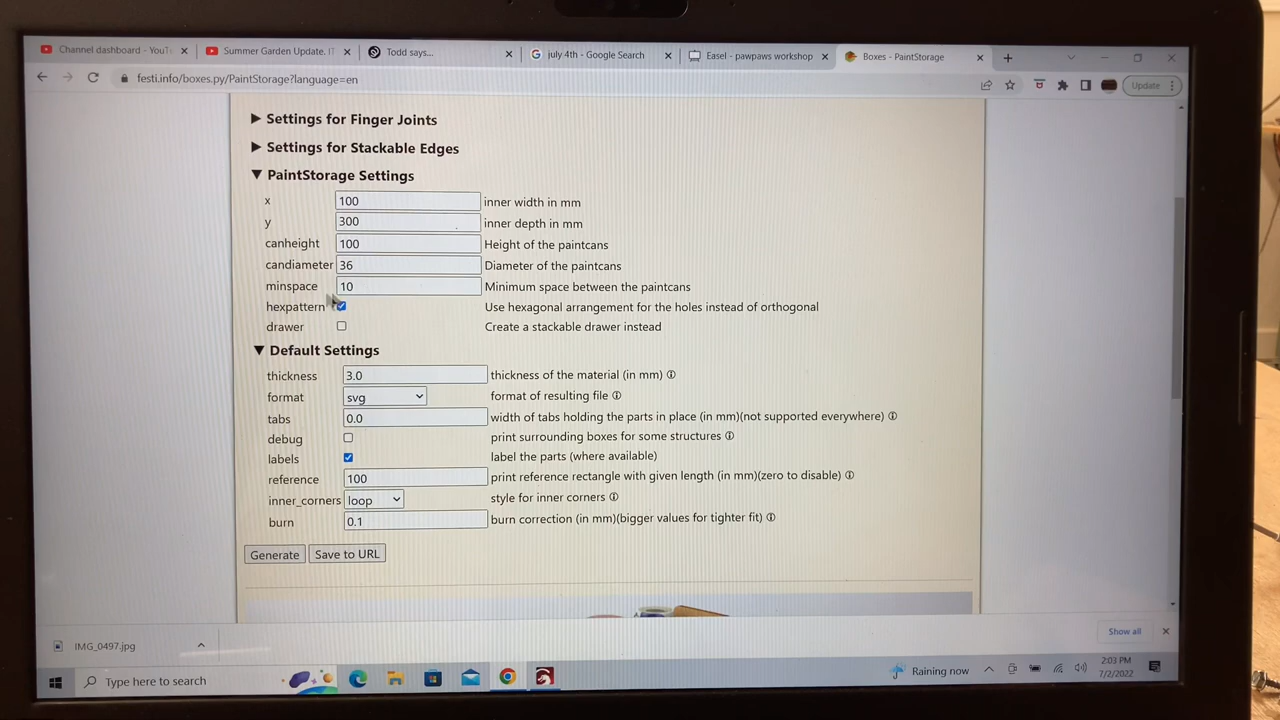 Channel dashboard - YouTu
Summer Garden Update. IT
Todd says...
july 4th - Google Search
Easel - pawpaws workshop
Boxes - PaintStorage
festi.info/boxes.py/PaintStorage?language=en
Update
Settings for Finger Joints
Settings for Stackable Edges
PaintStorage Settings
x 100 inner width in mm
y 300 inner depth in mm
canheight 100 Height of the paintcans
candiameter 36 Diameter of the paintcans
minspace 10 Minimum space between the paintcans
hexpattern Use hexagonal arrangement for the holes instead of orthogonal
drawer Create a stackable drawer instead
Default Settings
thickness 3.0 thickness of the material (in mm)
format svg format of resulting file
tabs 0.0 width of tabs holding the parts in place (in mm)(not supported everywhere)
debug print surrounding boxes for some structures
labels label the parts (where available)
reference 100 print reference rectangle with given length (in mm)(zero to disable)
inner_corners loop style for inner corners
burn 0.1 burn correction (in mm)(bigger values for tighter fit)
Generate Save to URL
IMG_0497.jpg
Show all
Type here to search
Raining now
2:03 PM
7/2/2022